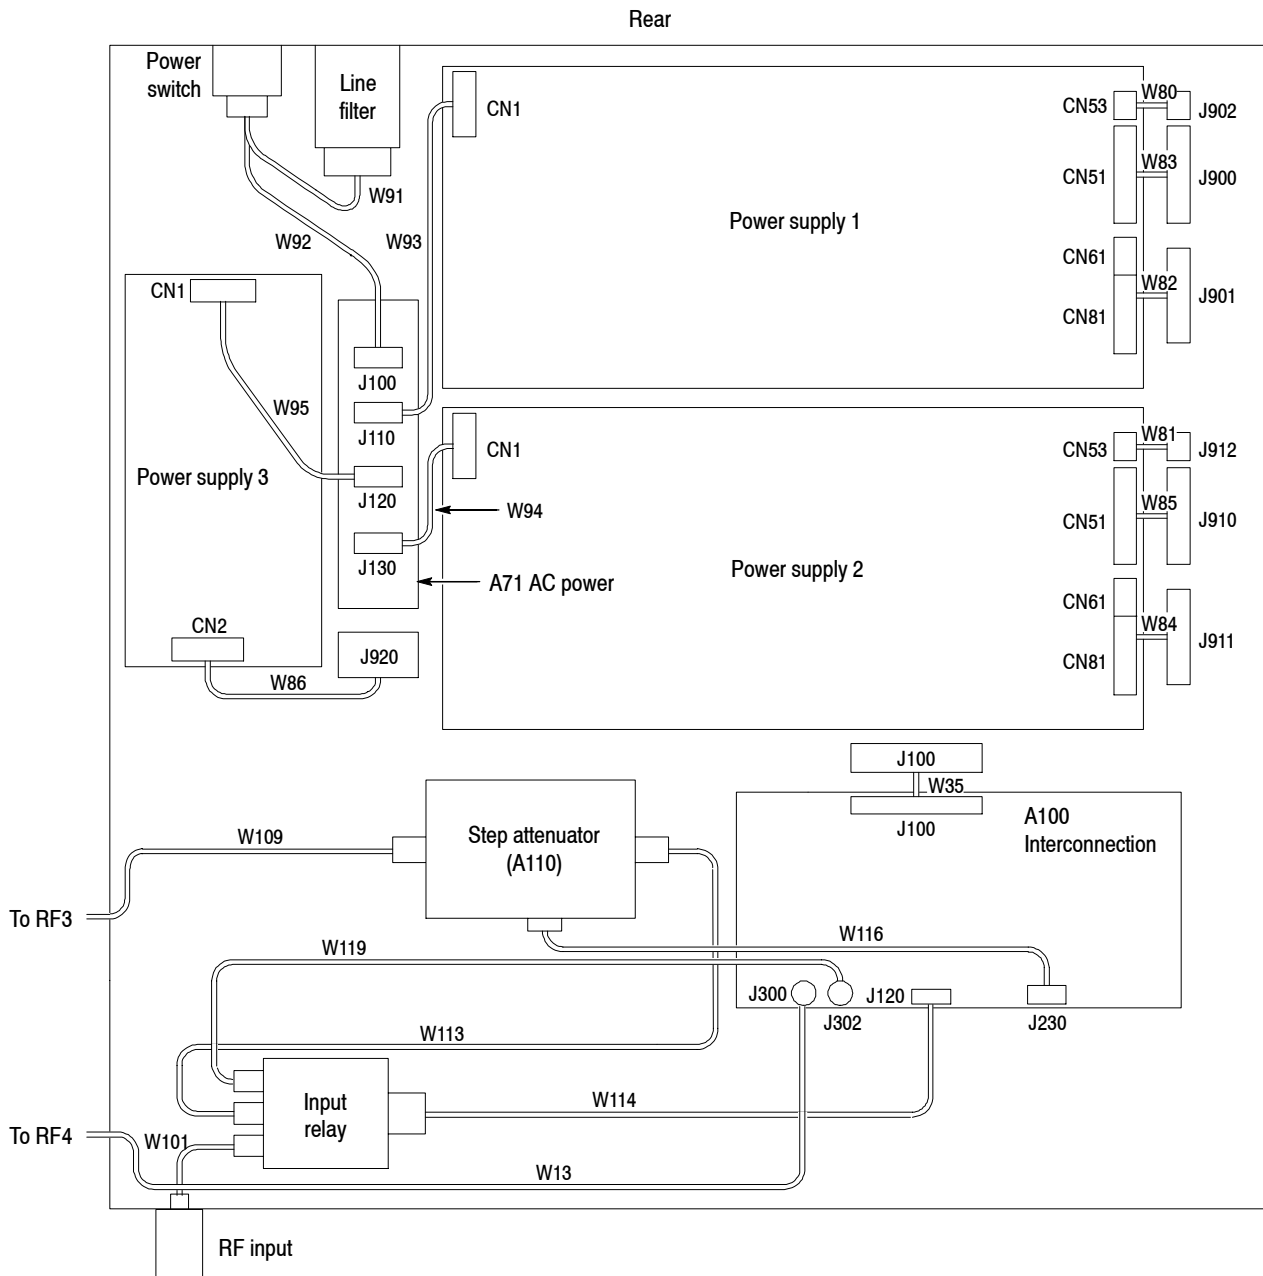 Rear
Power
switch
Line
filter
CN1
CN53
W80
J902
W83
CN51
J900
W91
W92
W93
Power supply 1
CN61
W82
J901
CN81
CN1
J100
W95
J110
CN1
CN53
W81
J912
Power supply 3
J120
W94
W85
CN51
J910
J130
A71 AC power
Power supply 2
CN61
CN2
W84
J911
J920
CN81
W86
J100
W35
J100
A100
Interconnection
W109
Step attenuator
(A110)
To RF3
W119
W116
J300
J120
J302
J230
W113
Input
relay
W114
To RF4
W101
W13
RF input